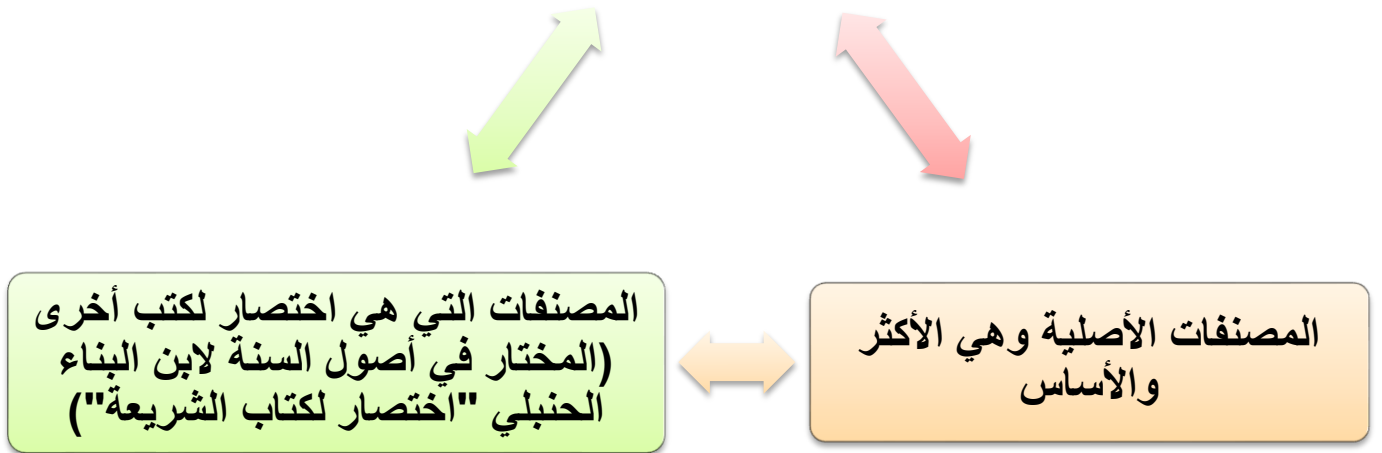 المصنفات الأصلية وهي الأكثر
والأساس
المصنفات التي هي اختصار لكتب أخرى
(المختار في أصول السنة لابن البناء
الحنبلي "اختصار لكتاب الشريعة")